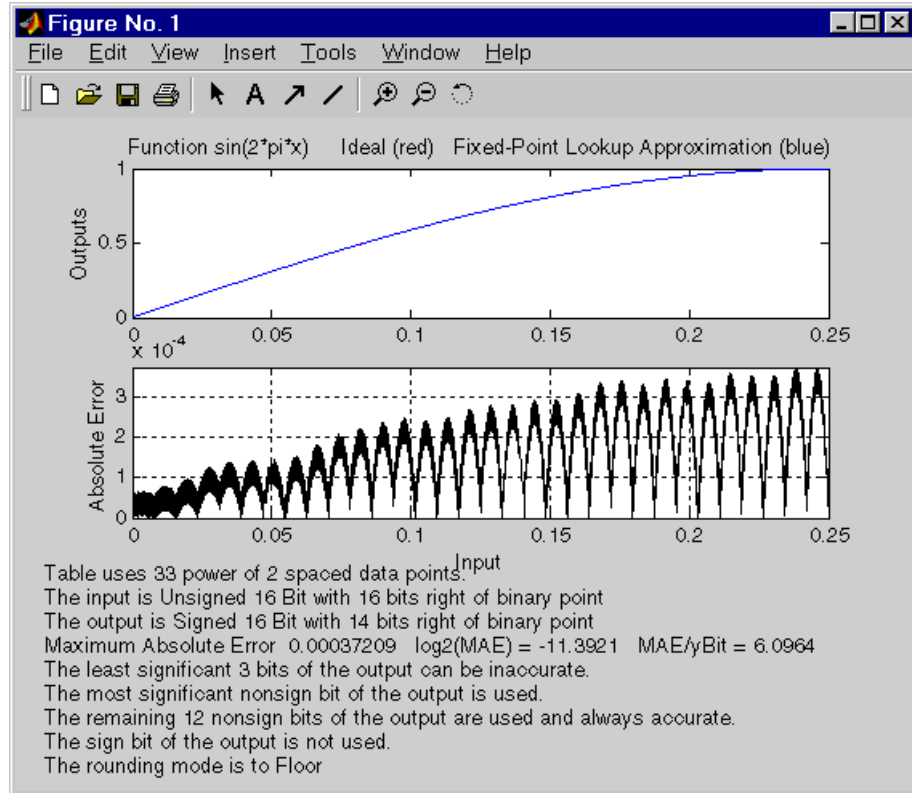 Figure No. 1
File Edit View Insert Tools Window Help
A
Function sin(2*pi*x) Ideal (red) Fixed-Point Lookup Approximation (blue)
1
0.5
0
Outputs
0 0.05 0.1 0.15 0.2 0.25
x 10-4
3
2
1
0
Absolute Error
0 0.05 0.1 0.15 0.2 0.25
Input
Table uses 33 power of 2 spaced data points.
The input is Unsigned 16 Bit with 16 bits right of binary point
The output is Signed 16 Bit with 14 bits right of binary point
Maximum Absolute Error 0.00037209 log2(MAE) = -11.3921 MAE/yBit = 6.0964
The least significant 3 bits of the output can be inaccurate.
The most significant nonsign bit of the output is used.
The remaining 12 nonsign bits of the output are used and always accurate.
The sign bit of the output is not used.
The rounding mode is to Floor